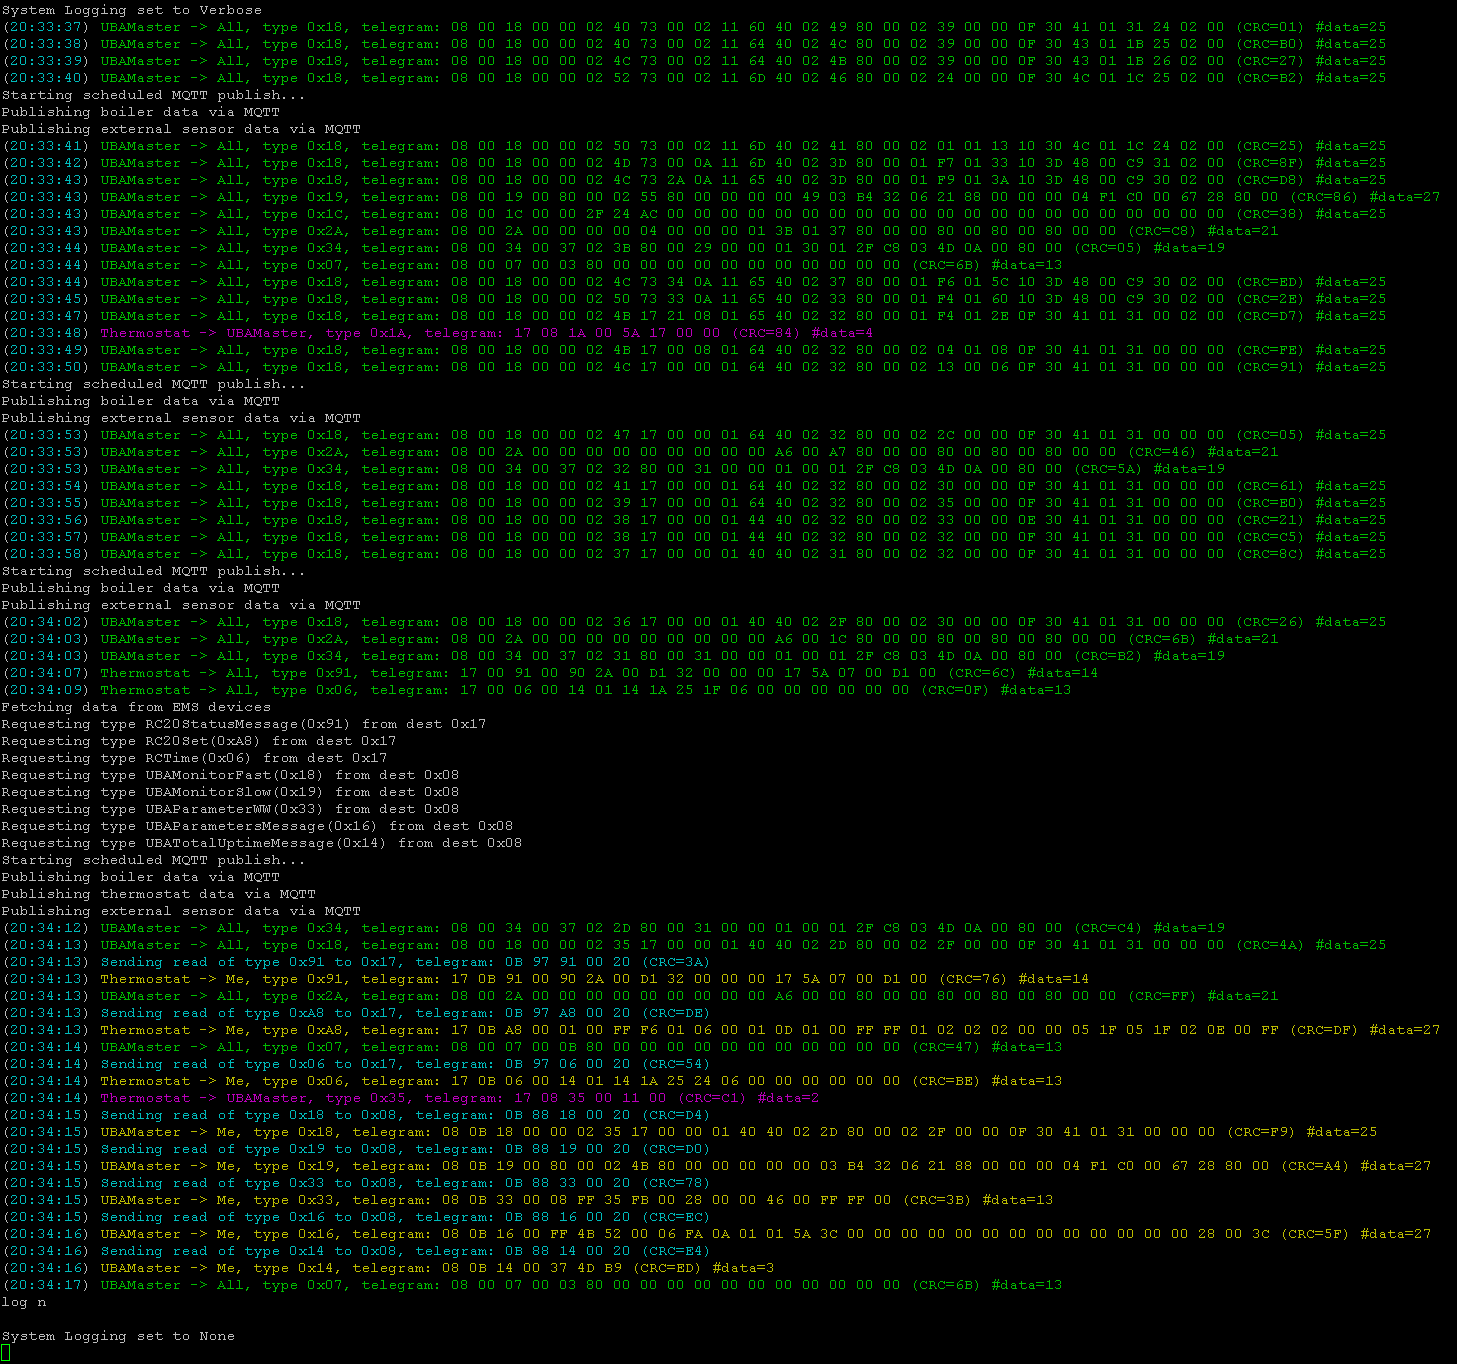 System Logging set to Verbose
(20:33:37) UBAMaster -> All, type 0x18, telegram: 08 00 18 00 00 02 40 73 00 02 11 60 40 02 49 80 00 02 39 00 00 0F 30 41 01 31 24 02 00 (CRC=01) #data=25
(20:33:38) UBAMaster -> All, type 0x18, telegram: 08 00 18 00 00 02 40 73 00 02 11 64 40 02 4C 80 00 02 39 00 00 0F 30 43 01 1B 25 02 00 (CRC=B0) #data=25
(20:33:39) UBAMaster -> All, type 0x18, telegram: 08 00 18 00 00 02 4C 73 00 02 11 64 40 02 4B 80 00 02 39 00 00 0F 30 43 01 1B 26 02 00 (CRC=27) #data=25
(20:33:40) UBAMaster -> All, type 0x18, telegram: 08 00 18 00 00 02 52 73 00 02 11 6D 40 02 46 80 00 02 24 00 00 0F 30 4C 01 1C 25 02 00 (CRC=B2) #data=25
Starting scheduled MQTT publish...
Publishing boiler data via MQTT
Publishing external sensor data via MQTT
(20:33:41) UBAMaster -> All, type 0x18, telegram: 08 00 18 00 00 02 50 73 00 02 11 6D 40 02 41 80 00 02 01 01 13 10 30 4C 01 1C 24 02 00 (CRC=25) #data=25
(20:33:42) UBAMaster -> All, type 0x18, telegram: 08 00 18 00 00 02 4D 73 00 0A 11 6D 40 02 3D 80 00 01 F7 01 33 10 3D 48 00 C9 31 02 00 (CRC=8F) #data=25
(20:33:43) UBAMaster -> All, type 0x18, telegram: 08 00 18 00 00 02 4C 73 2A 0A 11 65 40 02 3D 80 00 01 F9 01 3A 10 3D 48 00 C9 30 02 00 (CRC=D8) #data=25
(20:33:43) UBAMaster -> All, type 0x19, telegram: 08 00 19 00 80 00 02 55 80 00 00 00 00 00 49 03 B4 32 06 21 88 00 00 00 04 F1 C0 00 67 28 80 00 (CRC=86) #data=27
(20:33:43) UBAMaster -> All, type 0x1C, telegram: 08 00 1C 00 00 2F 24 AC 00 00 00 00 00 00 00 00 00 00 00 00 00 00 00 00 00 00 00 00 00 (CRC=38) #data=25
(20:33:43) UBAMaster -> All, type 0x2A, telegram: 08 00 2A 00 00 00 00 04 00 00 00 01 3B 01 37 80 00 00 80 00 80 00 80 00 00 (CRC=C8) #data=21
(20:33:44) UBAMaster -> All, type 0x34, telegram: 08 00 34 00 37 02 3B 80 00 29 00 00 01 30 01 2F C8 03 4D 0A 00 80 00 (CRC=05) #data=19
(20:33:44) UBAMaster -> All, type 0x07, telegram: 08 00 07 00 03 80 00 00 00 00 00 00 00 00 00 00 00 (CRC=6B) #data=13
(20:33:44) UBAMaster -> All, type 0x18, telegram: 08 00 18 00 00 02 4C 73 34 0A 11 65 40 02 37 80 00 01 F6 01 5C 10 3D 48 00 C9 30 02 00 (CRC=ED) #data=25
(20:33:45) UBAMaster -> All, type 0x18, telegram: 08 00 18 00 00 02 50 73 33 0A 11 65 40 02 33 80 00 01 F4 01 60 10 3D 48 00 C9 30 02 00 (CRC=2E) #data=25
(20:33:47) UBAMaster -> All, type 0x18, telegram: 08 00 18 00 00 02 4B 17 21 08 01 65 40 02 32 80 00 01 F4 01 2E 0F 30 41 01 31 00 02 00 (CRC=D7) #data=25
(20:33:48) Thermostat -> UBAMaster, type 0x1A, telegram: 17 08 1A 00 5A 17 00 00 (CRC=84) #data=4
(20:33:49) UBAMaster -> All, type 0x18, telegram: 08 00 18 00 00 02 4B 17 00 08 01 64 40 02 32 80 00 02 04 01 08 0F 30 41 01 31 00 00 00 (CRC=FE) #data=25
(20:33:50) UBAMaster -> All, type 0x18, telegram: 08 00 18 00 00 02 4C 17 00 00 01 64 40 02 32 80 00 02 13 00 06 0F 30 41 01 31 00 00 00 (CRC=91) #data=25
Starting scheduled MQTT publish...
Publishing boiler data via MQTT
Publishing external sensor data via MQTT
(20:33:53) UBAMaster -> All, type 0x18, telegram: 08 00 18 00 00 02 47 17 00 00 01 64 40 02 32 80 00 02 2C 00 00 0F 30 41 01 31 00 00 00 (CRC=05) #data=25
(20:33:53) UBAMaster -> All, type 0x2A, telegram: 08 00 2A 00 00 00 00 00 00 00 00 00 A6 00 A7 80 00 00 80 00 80 00 80 00 00 (CRC=46) #data=21
(20:33:53) UBAMaster -> All, type 0x34, telegram: 08 00 34 00 37 02 32 80 00 31 00 00 01 00 01 2F C8 03 4D 0A 00 80 00 (CRC=5A) #data=19
(20:33:54) UBAMaster -> All, type 0x18, telegram: 08 00 18 00 00 02 41 17 00 00 01 64 40 02 32 80 00 02 30 00 00 0F 30 41 01 31 00 00 00 (CRC=61) #data=25
(20:33:55) UBAMaster -> All, type 0x18, telegram: 08 00 18 00 00 02 39 17 00 00 01 64 40 02 32 80 00 02 35 00 00 0F 30 41 01 31 00 00 00 (CRC=E0) #data=25
(20:33:56) UBAMaster -> All, type 0x18, telegram: 08 00 18 00 00 02 38 17 00 00 01 44 40 02 32 80 00 02 33 00 00 0E 30 41 01 31 00 00 00 (CRC=21) #data=25
(20:33:57) UBAMaster -> All, type 0x18, telegram: 08 00 18 00 00 02 38 17 00 00 01 44 40 02 32 80 00 02 32 00 00 0F 30 41 01 31 00 00 00 (CRC=C5) #data=25
(20:33:58) UBAMaster -> All, type 0x18, telegram: 08 00 18 00 00 02 37 17 00 00 01 40 40 02 31 80 00 02 32 00 00 0F 30 41 01 31 00 00 00 (CRC=8C) #data=25
Starting scheduled MQTT publish...
Publishing boiler data via MQTT
Publishing external sensor data via MQTT
(20:34:02) UBAMaster -> All, type 0x18, telegram: 08 00 18 00 00 02 36 17 00 00 01 40 40 02 2F 80 00 02 30 00 00 0F 30 41 01 31 00 00 00 (CRC=26) #data=25
(20:34:03) UBAMaster -> All, type 0x2A, telegram: 08 00 2A 00 00 00 00 00 00 00 00 00 A6 00 1C 80 00 00 80 00 80 00 80 00 00 (CRC=6B) #data=21
(20:34:03) UBAMaster -> All, type 0x34, telegram: 08 00 34 00 37 02 31 80 00 31 00 00 01 00 01 2F C8 03 4D 0A 00 80 00 (CRC=B2) #data=19
(20:34:07) Thermostat -> All, type 0x91, telegram: 17 00 91 00 90 2A 00 D1 32 00 00 00 17 5A 07 00 D1 00 (CRC=6C) #data=14
(20:34:09) Thermostat -> All, type 0x06, telegram: 17 00 06 00 14 01 14 1A 25 1F 06 00 00 00 00 00 00 (CRC=0F) #data=13
Fetching data from EMS devices
Requesting type RC20StatusMessage(0x91) from dest 0x17
Requesting type RC20Set(0xA8) from dest 0x17
Requesting type RCTime(0x06) from dest 0x17
Requesting type UBAMonitorFast(0x18) from dest 0x08
Requesting type UBAMonitorSlow(0x19) from dest 0x08
Requesting type UBAParameterWW(0x33) from dest 0x08
Requesting type UBAParametersMessage(0x16) from dest 0x08
Requesting type UBATotalUptimeMessage(0x14) from dest 0x08
Starting scheduled MQTT publish...
Publishing boiler data via MQTT
Publishing thermostat data via MQTT
Publishing external sensor data via MQTT
(20:34:12) UBAMaster -> All, type 0x34, telegram: 08 00 34 00 37 02 2D 80 00 31 00 00 01 00 01 2F C8 03 4D 0A 00 80 00 (CRC=C4) #data=19
(20:34:13) UBAMaster -> All, type 0x18, telegram: 08 00 18 00 00 02 35 17 00 00 01 40 40 02 2D 80 00 02 2F 00 00 0F 30 41 01 31 00 00 00 (CRC=4A) #data=25
(20:34:13) Sending read of type 0x91 to 0x17, telegram: 0B 97 91 00 20 (CRC=3A)
(20:34:13) Thermostat -> Me, type 0x91, telegram: 17 0B 91 00 90 2A 00 D1 32 00 00 00 17 5A 07 00 D1 00 (CRC=76) #data=14
(20:34:13) UBAMaster -> All, type 0x2A, telegram: 08 00 2A 00 00 00 00 00 00 00 00 00 A6 00 00 80 00 00 80 00 80 00 80 00 00 (CRC=FF) #data=21
(20:34:13) Sending read of type 0xA8 to 0x17, telegram: 0B 97 A8 00 20 (CRC=DE)
(20:34:13) Thermostat -> Me, type 0xA8, telegram: 17 0B A8 00 01 00 FF F6 01 06 00 01 0D 01 00 FF FF 01 02 02 02 00 00 05 1F 05 1F 02 0E 00 FF (CRC=DF) #data=27
(20:34:14) UBAMaster -> All, type 0x07, telegram: 08 00 07 00 0B 80 00 00 00 00 00 00 00 00 00 00 00 (CRC=47) #data=13
(20:34:14) Sending read of type 0x06 to 0x17, telegram: 0B 97 06 00 20 (CRC=54)
(20:34:14) Thermostat -> Me, type 0x06, telegram: 17 0B 06 00 14 01 14 1A 25 24 06 00 00 00 00 00 00 (CRC=BE) #data=13
(20:34:14) Thermostat -> UBAMaster, type 0x35, telegram: 17 08 35 00 11 00 (CRC=C1) #data=2
(20:34:15) Sending read of type 0x18 to 0x08, telegram: 0B 88 18 00 20 (CRC=D4)
(20:34:15) UBAMaster -> Me, type 0x18, telegram: 08 0B 18 00 00 02 35 17 00 00 01 40 40 02 2D 80 00 02 2F 00 00 0F 30 41 01 31 00 00 00 (CRC=F9) #data=25
(20:34:15) Sending read of type 0x19 to 0x08, telegram: 0B 88 19 00 20 (CRC=D0)
(20:34:15) UBAMaster -> Me, type 0x19, telegram: 08 0B 19 00 80 00 02 4B 80 00 00 00 00 00 00 03 B4 32 06 21 88 00 00 00 04 F1 C0 00 67 28 80 00 (CRC=A4) #data=27
(20:34:15) Sending read of type 0x33 to 0x08, telegram: 0B 88 33 00 20 (CRC=78)
(20:34:15) UBAMaster -> Me, type 0x33, telegram: 08 0B 33 00 08 FF 35 FB 00 28 00 00 46 00 FF FF 00 (CRC=3B) #data=13
(20:34:15) Sending read of type 0x16 to 0x08, telegram: 0B 88 16 00 20 (CRC=EC)
(20:34:16) UBAMaster -> Me, type 0x16, telegram: 08 0B 16 00 FF 4B 52 00 06 FA 0A 01 01 5A 3C 00 00 00 00 00 00 00 00 00 00 00 00 00 28 00 3C (CRC=5F) #data=27
(20:34:16) Sending read of type 0x14 to 0x08, telegram: 0B 88 14 00 20 (CRC=E4)
(20:34:16) UBAMaster -> Me, type 0x14, telegram: 08 0B 14 00 37 4D B9 (CRC=ED) #data=3
(20:34:17) UBAMaster -> All, type 0x07, telegram: 08 00 07 00 03 80 00 00 00 00 00 00 00 00 00 00 00 (CRC=6B) #data=13
log n
System Logging set to None